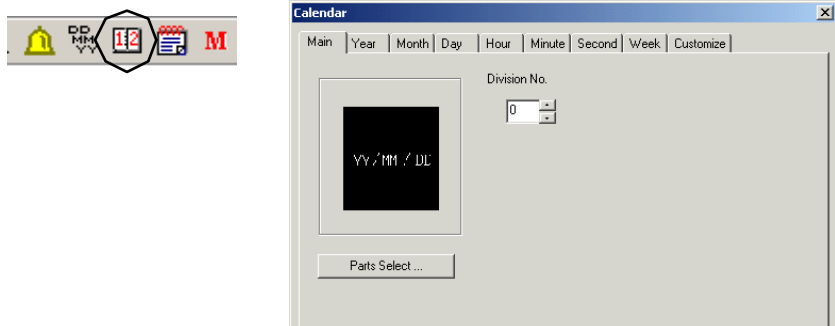 DD
MM
YY
12
M
Calendar
Main Year Month Day Hour Minute Second Week Customize
Division No.
0
YY/MM/DD
Parts Select ...